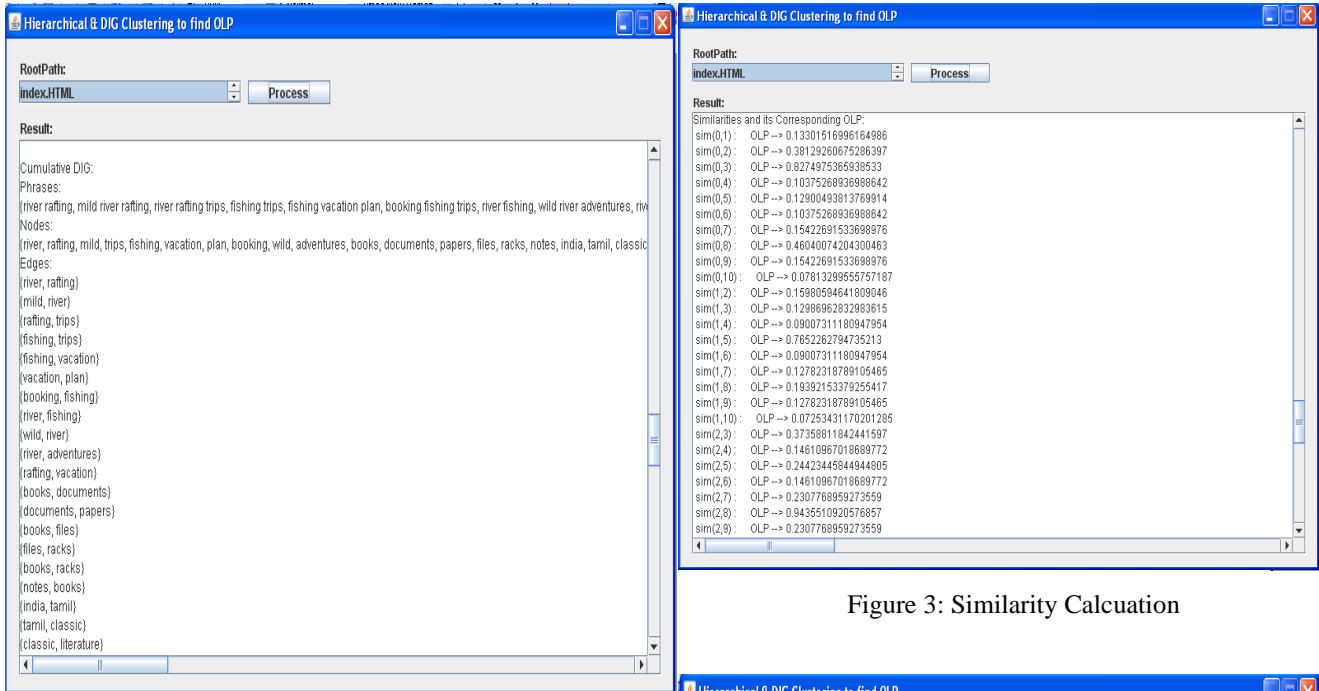 Hierarchical & DIG Clustering to find OLP
RootPath:
index.HTML
Process
Result:
Cumulative DIG:
Phrases:
{river rafting, mild river rafting, river rafting trips, fishing trips, fishing vacation plan, booking fishing trips, river fishing, wild river adventures, riv
Nodes:
{river, rafting, mild, trips, fishing, vacation, plan, booking, wild, adventures, books, documents, papers, files, racks, notes, india, tamil, classic
Edges:
{river, rafting}
{mild, river}
{rafting, trips}
{fishing, trips}
{fishing, vacation}
{vacation, plan}
{booking, fishing}
{river, fishing}
{wild, river}
{river, adventures}
{rafting, vacation}
{books, documents}
{documents, papers}
{books, files}
{files, racks}
{books, racks}
{notes, books}
{india, tamil}
{tamil, classic}
{classic, literature}
Hierarchical & DIG Clustering to find OLP
RootPath:
index.HTML
Process
Result:
Similarities and its Corresponding OLP:
sim(0,1) : OLP --> 0.13301516996164986
sim(0,2) : OLP --> 0.38129260675286397
sim(0,3) : OLP --> 0.8274975365938533
sim(0,4) : OLP --> 0.10375268936988642
sim(0,5) : OLP --> 0.12900493813769914
sim(0,6) : OLP --> 0.10375268936988642
sim(0,7) : OLP --> 0.15422691533698976
sim(0,8) : OLP --> 0.46040074204300463
sim(0,9) : OLP --> 0.15422691533698976
sim(0,10) : OLP --> 0.07813299555757187
sim(1,2) : OLP --> 0.15980594641809046
sim(1,3) : OLP --> 0.12986962832983615
sim(1,4) : OLP --> 0.09007311180947954
sim(1,5) : OLP --> 0.7652262794735213
sim(1,6) : OLP --> 0.09007311180947954
sim(1,7) : OLP --> 0.12782318789105465
sim(1,8) : OLP --> 0.19392153379255417
sim(1,9) : OLP --> 0.12782318789105465
sim(1,10) : OLP --> 0.07253431170201285
sim(2,3) : OLP --> 0.37358811842441597
sim(2,4) : OLP --> 0.14610967018689772
sim(2,5) : OLP --> 0.24423445844944805
sim(2,6) : OLP --> 0.14610967018689772
sim(2,7) : OLP --> 0.2307768959273559
sim(2,8) : OLP --> 0.9435510920576857
sim(2,9) : OLP --> 0.2307768959273559
Figure 3: Similarity Calcuation
Hierarchical & DIG Clustering to find OLP